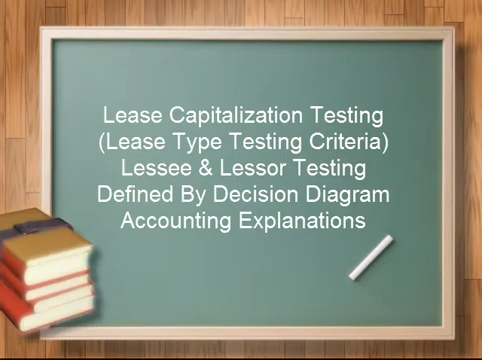 Lease Capitalization Testing
(Lease Type Testing Criteria)
Lessee & Lessor Testing
Defined By Decision Diagram
Accounting Explanations